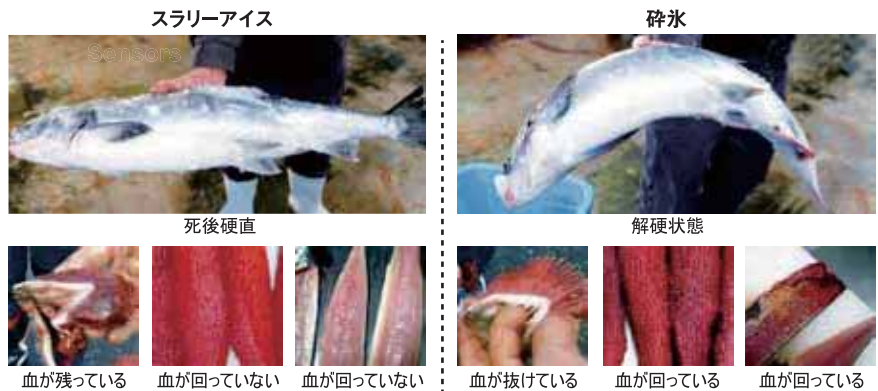 スラリーアイス
砕氷
Sensors
死後硬直
解硬状態
血が残っている
血が回っていない
血が回っていない
血が抜けている
血が回っている
血が回っている